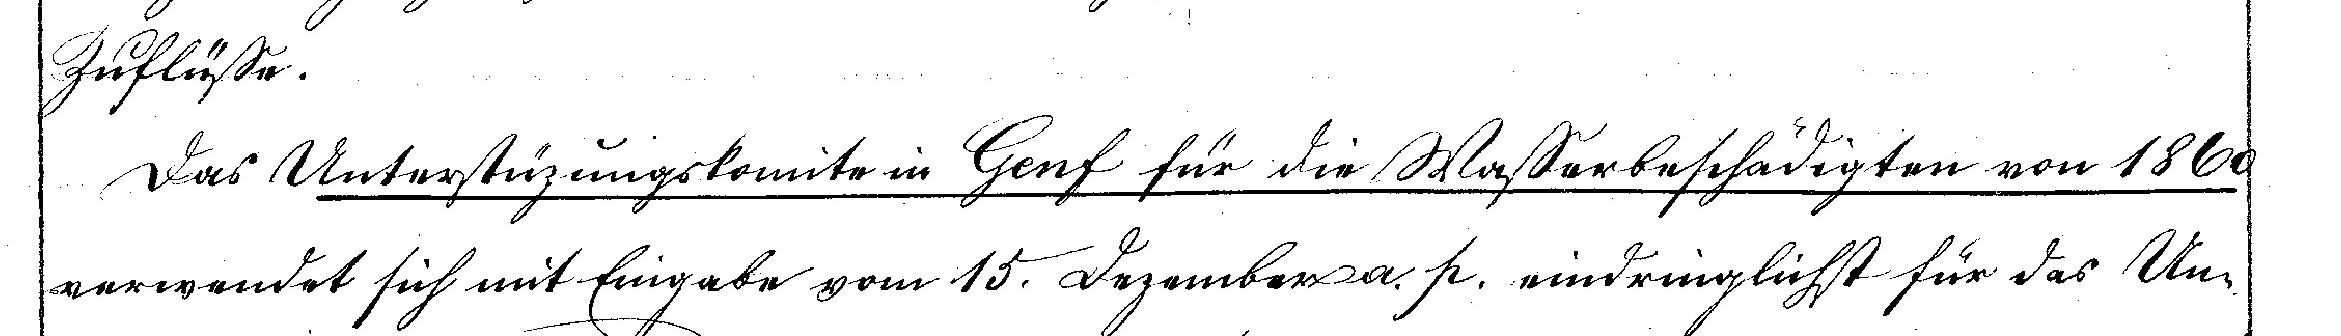 Zuflüsse.
Das Unterstüzungskomite in Genf für die Wasserbeschädigten von 1860
verwendet sich mit Eingabe vom 15. Dezember a. p. eindringlichst für das Un-